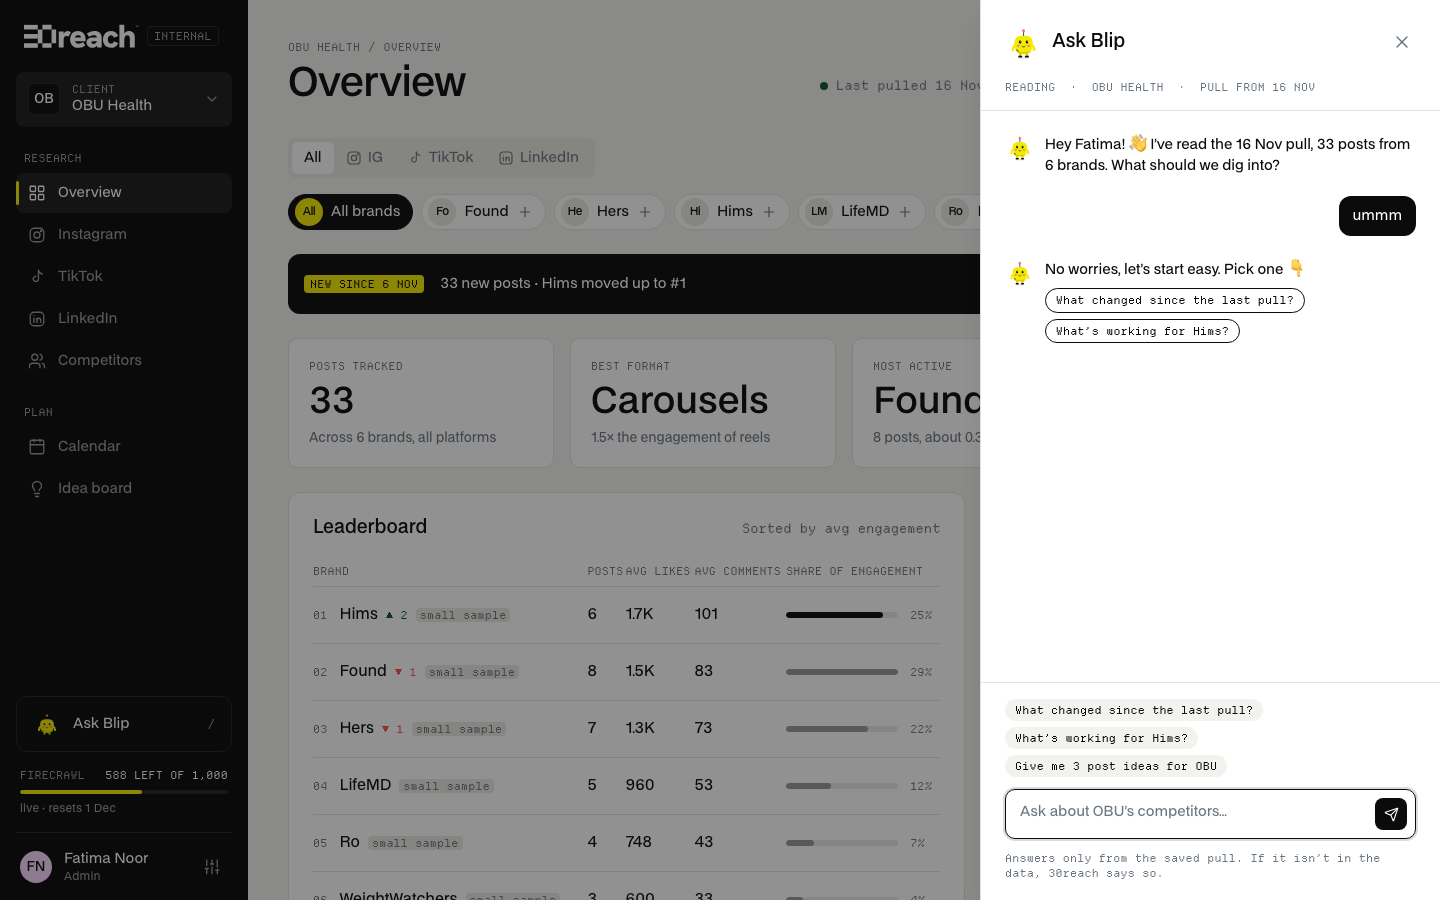 30reach
INTERNAL
OB
CLIENT
OBU Health
RESEARCH
Overview
Instagram
TikTok
LinkedIn
Competitors
PLAN
Calendar
Idea board
Ask Blip
/
FIRECRAWL 588 LEFT OF 1,000
live · resets 1 Dec
FN
Fatima Noor
Admin
OBU HEALTH / OVERVIEW
Overview
Last pulled 16 Nov
All IG TikTok LinkedIn
All All brands Fo Found + He Hers + Hi Hims + LM LifeMD + Ro
NEW SINCE 6 NOV 33 new posts · Hims moved up to #1
POSTS TRACKED
33
Across 6 brands, all platforms
BEST FORMAT
Carousels
1.5× the engagement of reels
MOST ACTIVE
Found
8 posts, about 0.3
Leaderboard
Sorted by avg engagement
BRAND POSTS AVG LIKES AVG COMMENTS SHARE OF ENGAGEMENT
01 Hims ▲ 2 small sample 6 1.7K 101 25%
02 Found ▼ 1 small sample 8 1.5K 83 29%
03 Hers ▼ 1 small sample 7 1.3K 73 22%
04 LifeMD small sample 5 960 53 12%
05 Ro small sample 4 748 43 7%
06 WeightWatchers small sample 3 600 33 4%
Ask Blip
READING · OBU HEALTH · PULL FROM 16 NOV
Hey Fatima! 👋 I've read the 16 Nov pull, 33 posts from
6 brands. What should we dig into?
ummm
No worries, let's start easy. Pick one 👇
What changed since the last pull?
What's working for Hims?
What changed since the last pull?
What's working for Hims?
Give me 3 post ideas for OBU
Ask about OBU's competitors…
Answers only from the saved pull. If it isn't in the
data, 30reach says so.